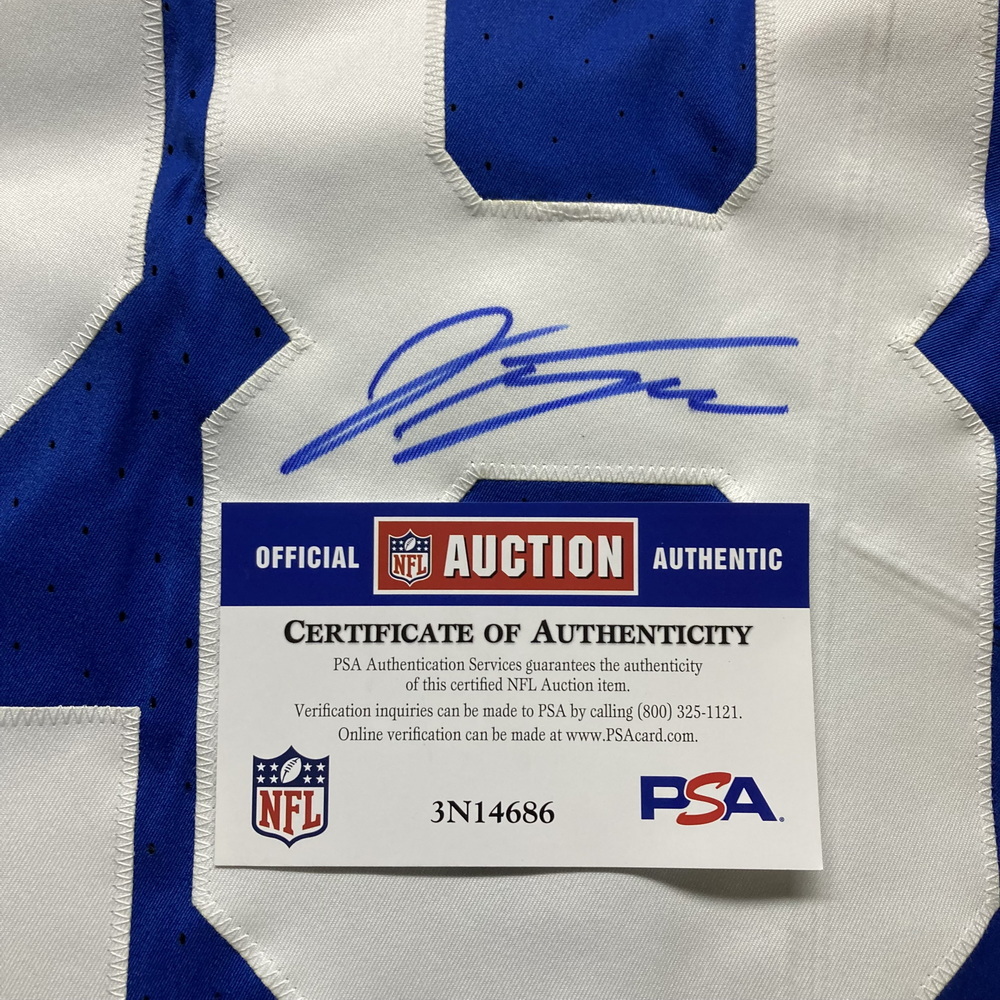 OFFICIAL NFL AUCTION AUTHENTIC
CERTIFICATE OF AUTHENTICITY
PSA Authentication Services guarantees the authenticity
of this certified NFL Auction item.
Verification inquiries can be made to PSA by calling (800) 325-1121.
Online verification can be made at www.PSAcard.com.
NFL 3N14686 PSA.